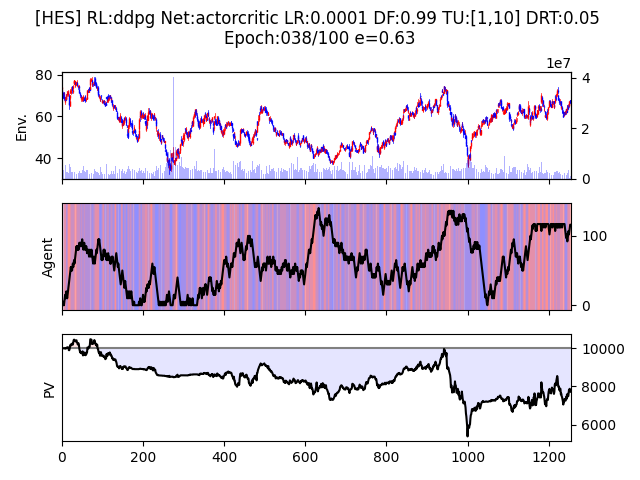 [HES] RL:ddpg Net:actorcritic LR:0.0001 DF:0.99 TU:[1,10] DRT:0.05
Epoch:038/100 e=0.63
1e7
80
60
40
Env.
4
2
0
Agent
100
0
PV
10000
8000
6000
0 200 400 600 800 1000 1200